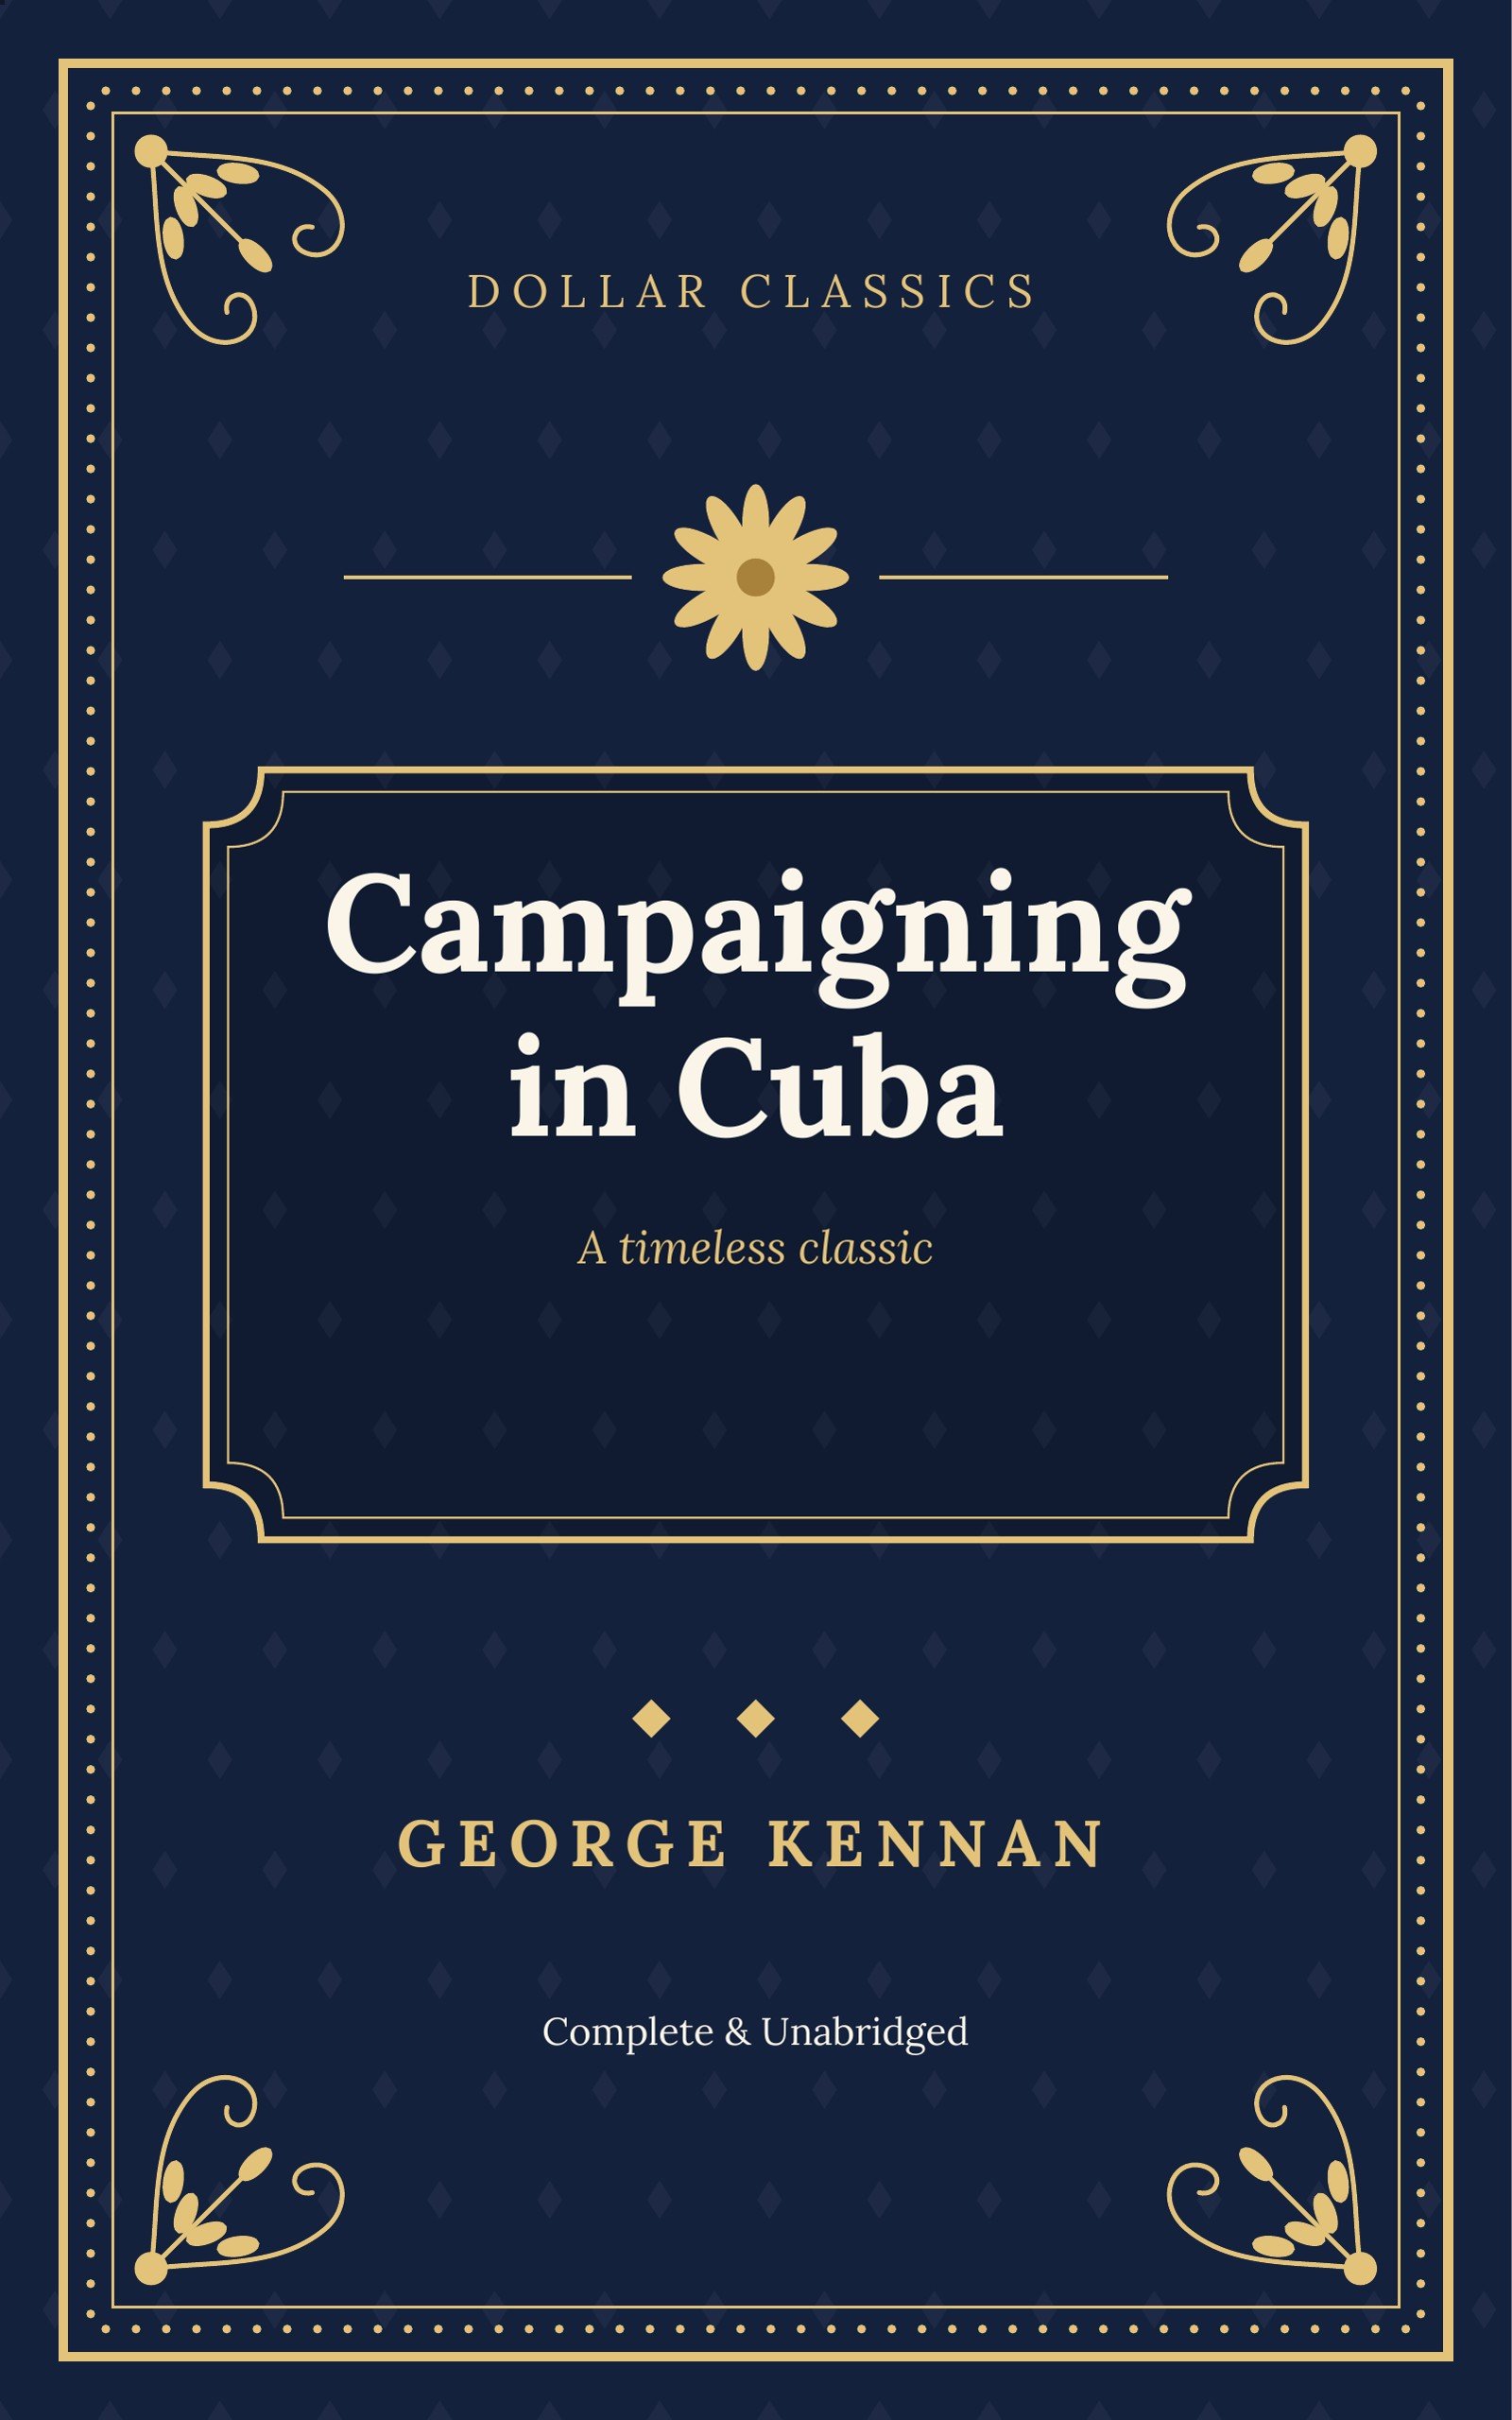 DOLLAR CLASSICS
Campaigning
in Cuba
A timeless classic
GEORGE KENNAN
Complete & Unabridged